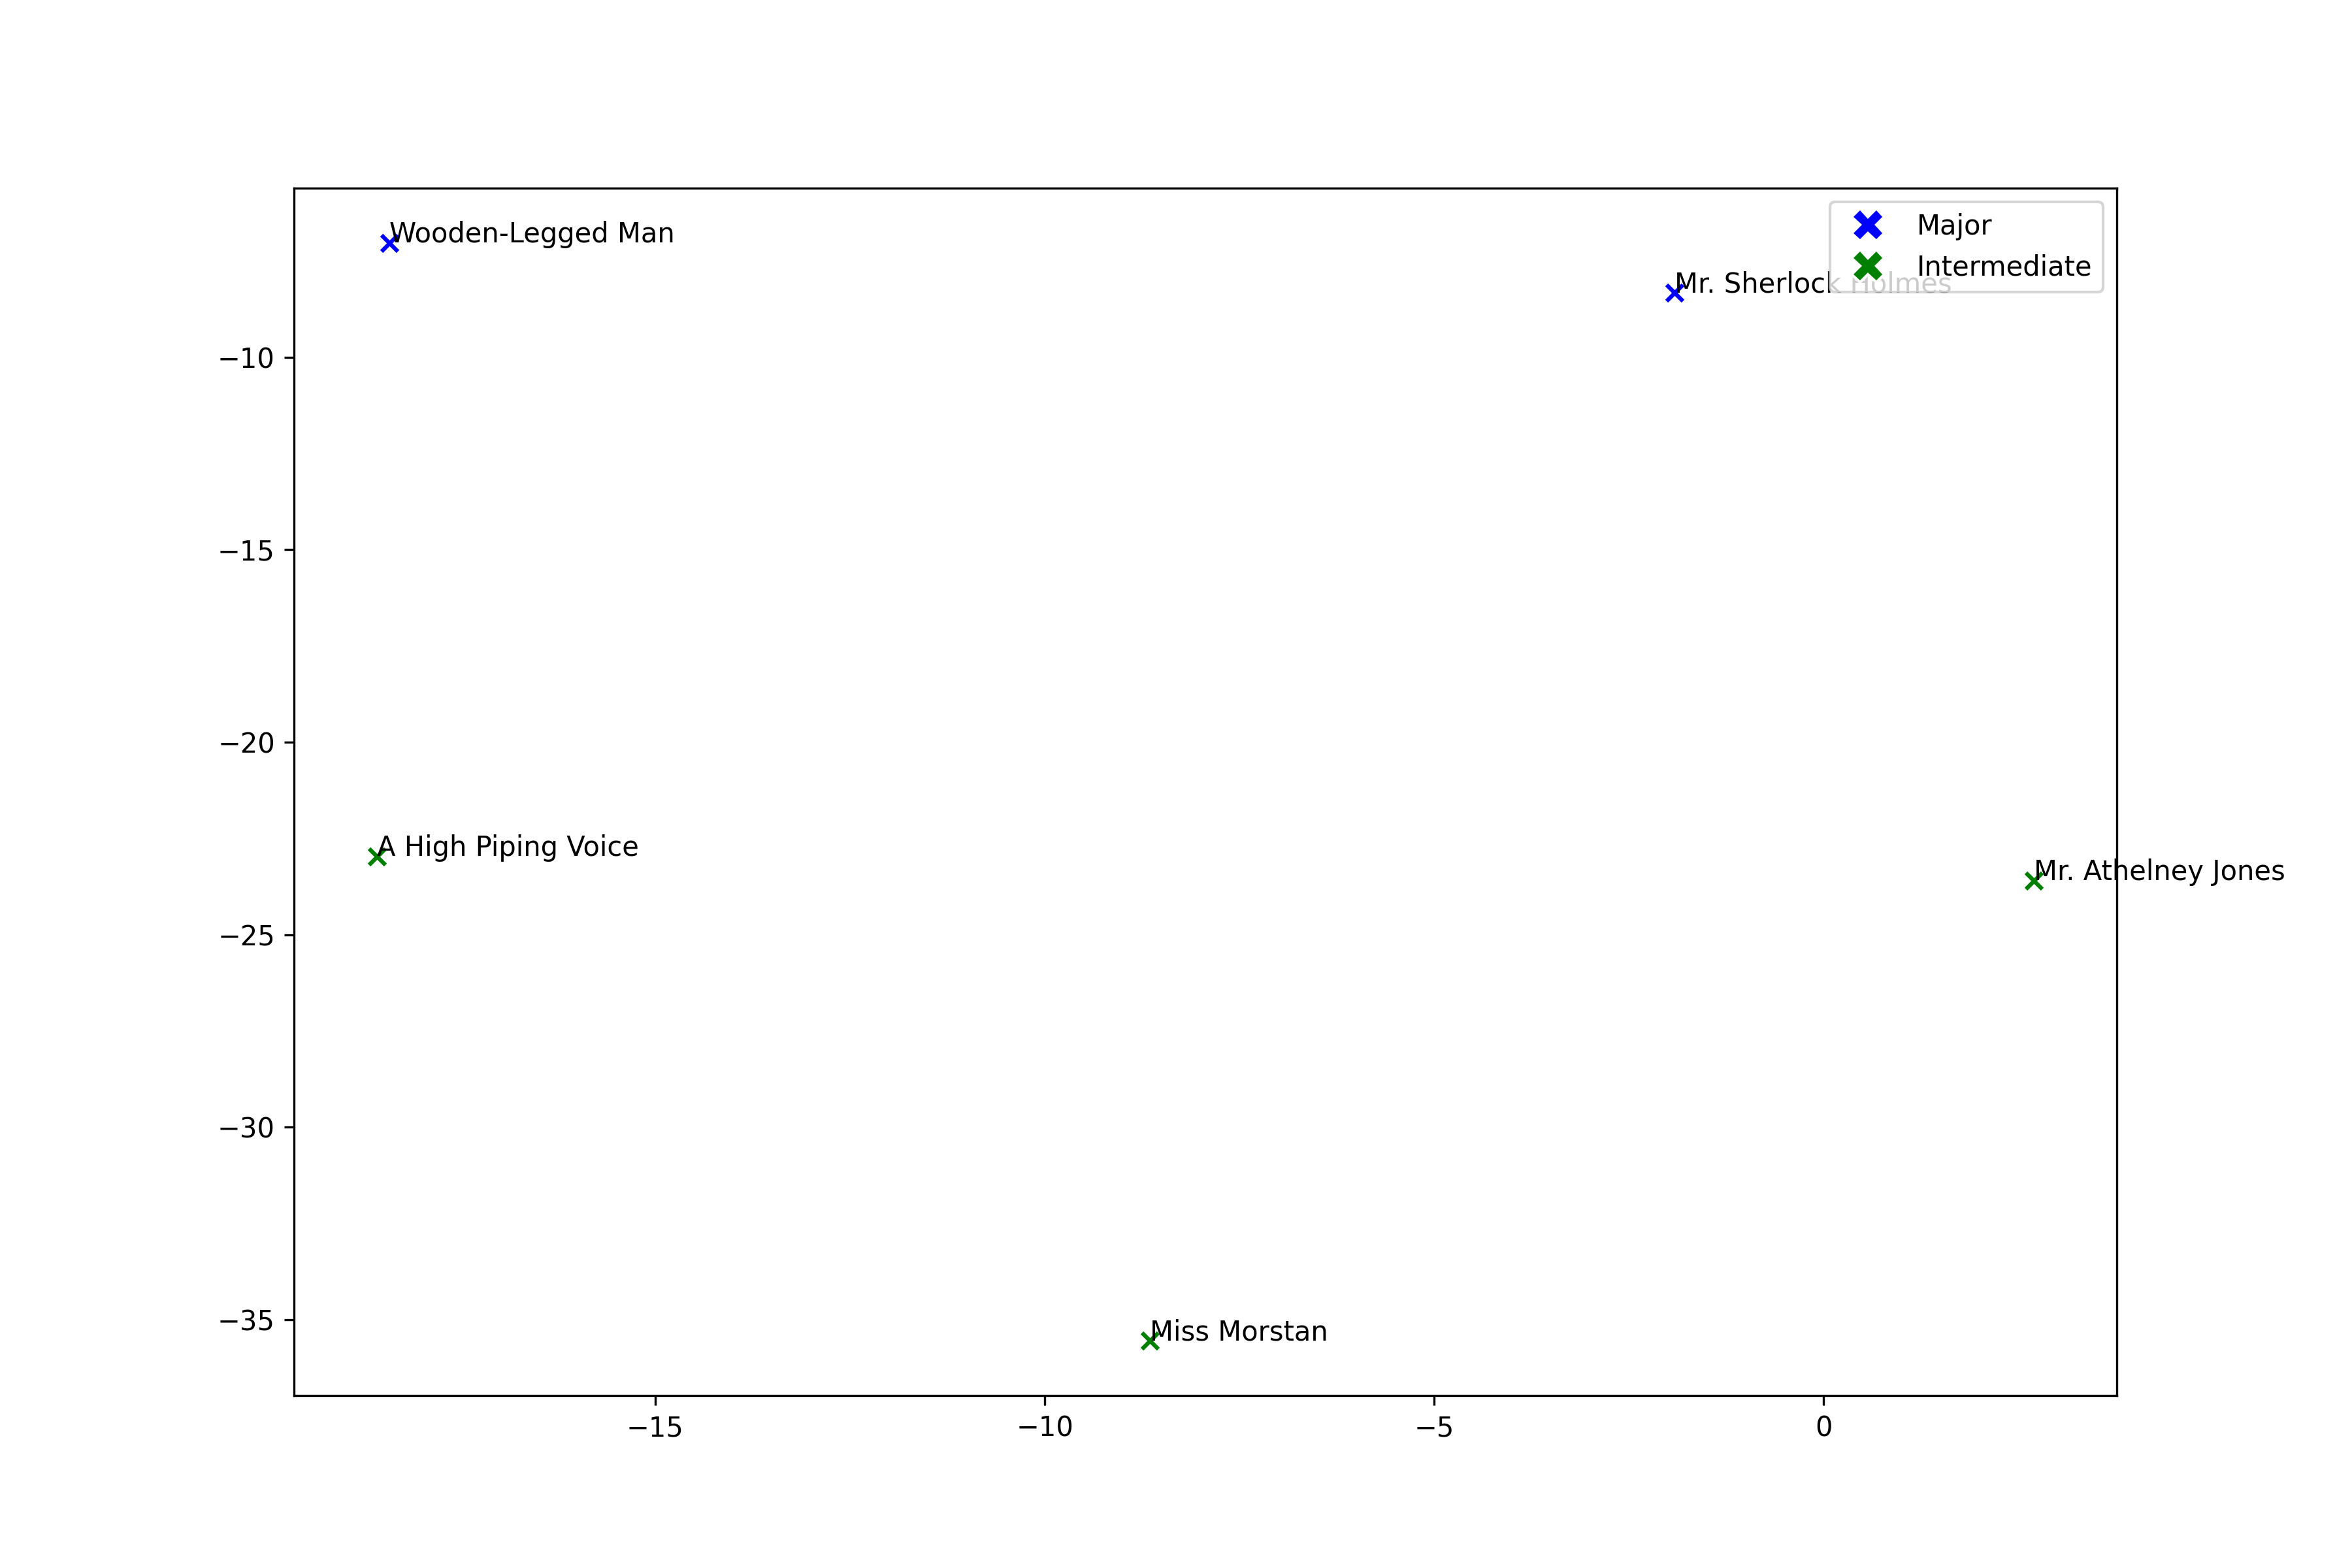 Wooden-Legged Man
Major
Intermediate
Mr. Sherlock Holmes
−10
−15
−20
A High Piping Voice
Mr. Athelney Jones
−25
−30
Miss Morstan
−35
−15 −10 −5 0